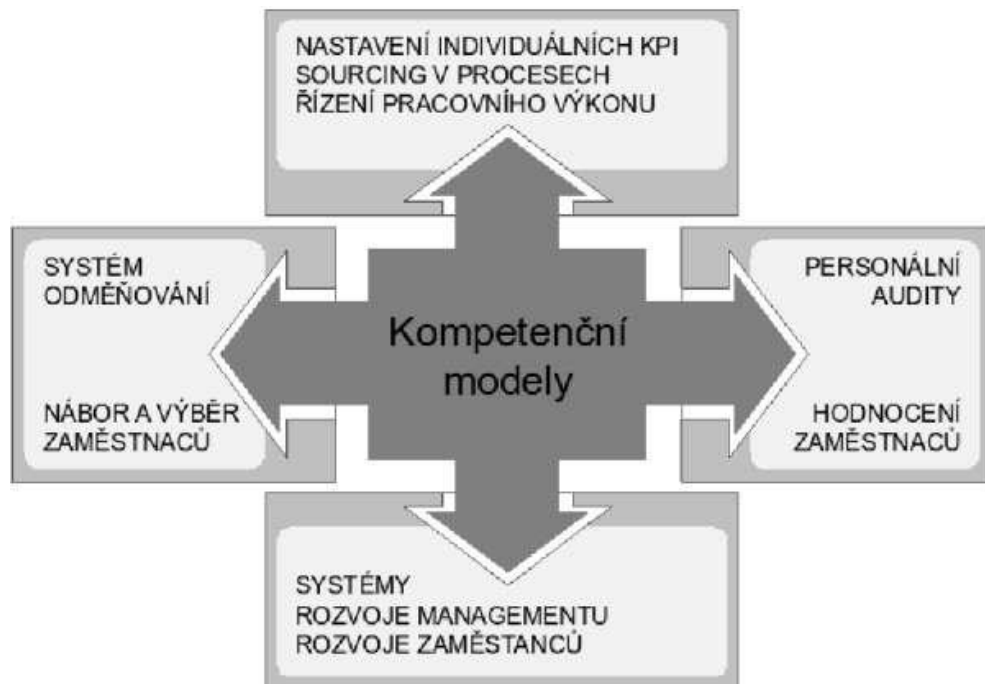 NASTAVENÍ INDIVIDUÁLNÍCH KPI
SOURCING V PROCESECH
ŘÍZENÍ PRACOVNÍHO VÝKONU
SYSTÉM
ODMĚŇOVÁNÍ
NÁBOR A VÝBĚR
ZAMĚSTNACŮ
Kompetenční
modely
PERSONÁLNÍ
AUDITY
HODNOCENÍ
ZAMĚSTNACŮ
SYSTÉMY
ROZVOJE MANAGEMENTU
ROZVOJE ZAMĚSTANCŮ